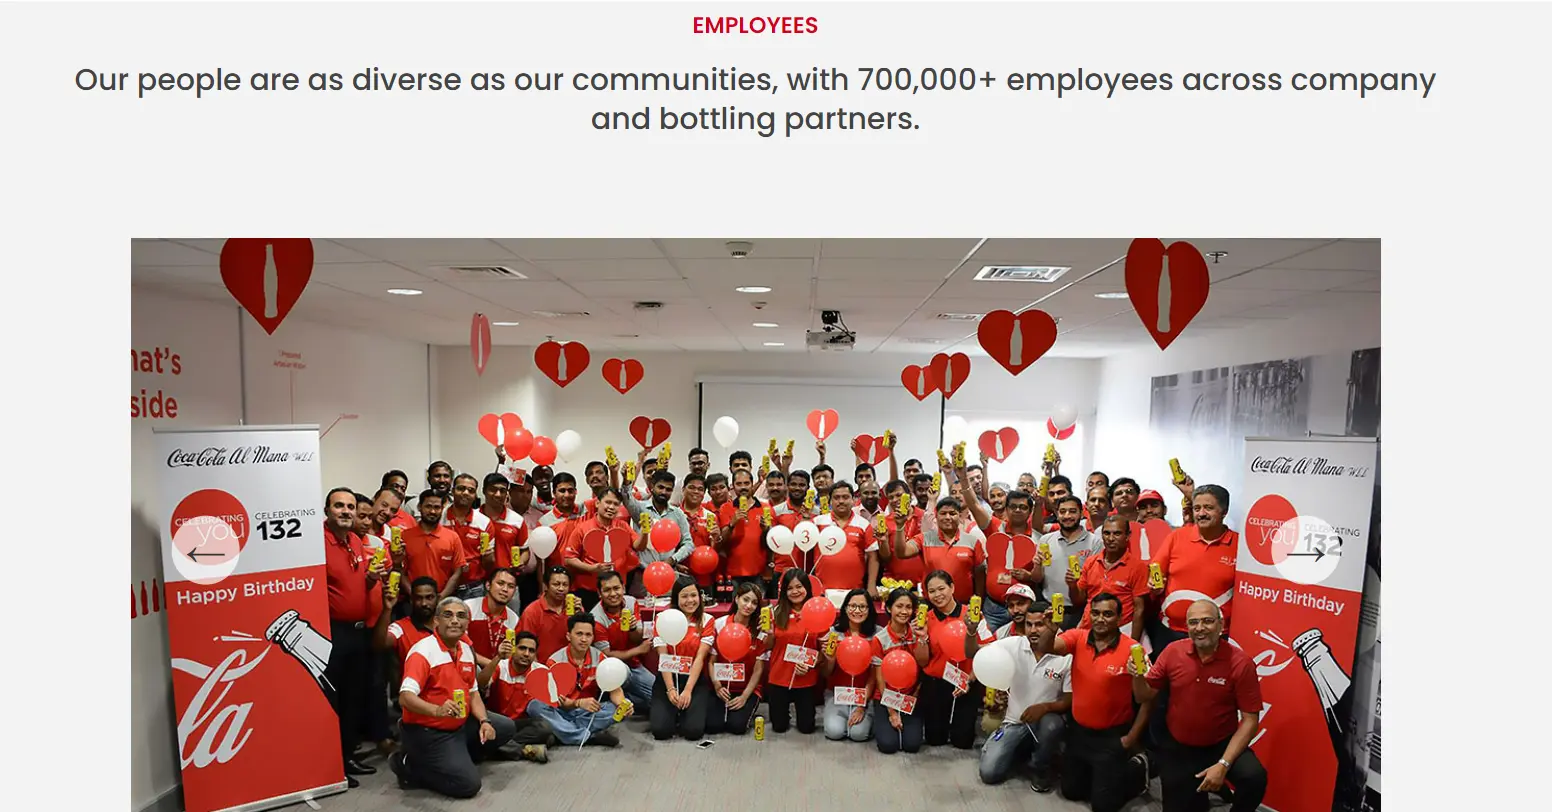 EMPLOYEES
Our people are as diverse as our communities, with 700,000+ employees across company
and bottling partners.
hat's
side
Coca-Cola Al Mana W.L.L
CELEBRATING
you
CELEBRATING
132
Happy Birthday
la
1 3 2
Coca-Cola Al Mana W.L.L
CELEBRATING
you
CELEBRATING
132
Happy Birthday